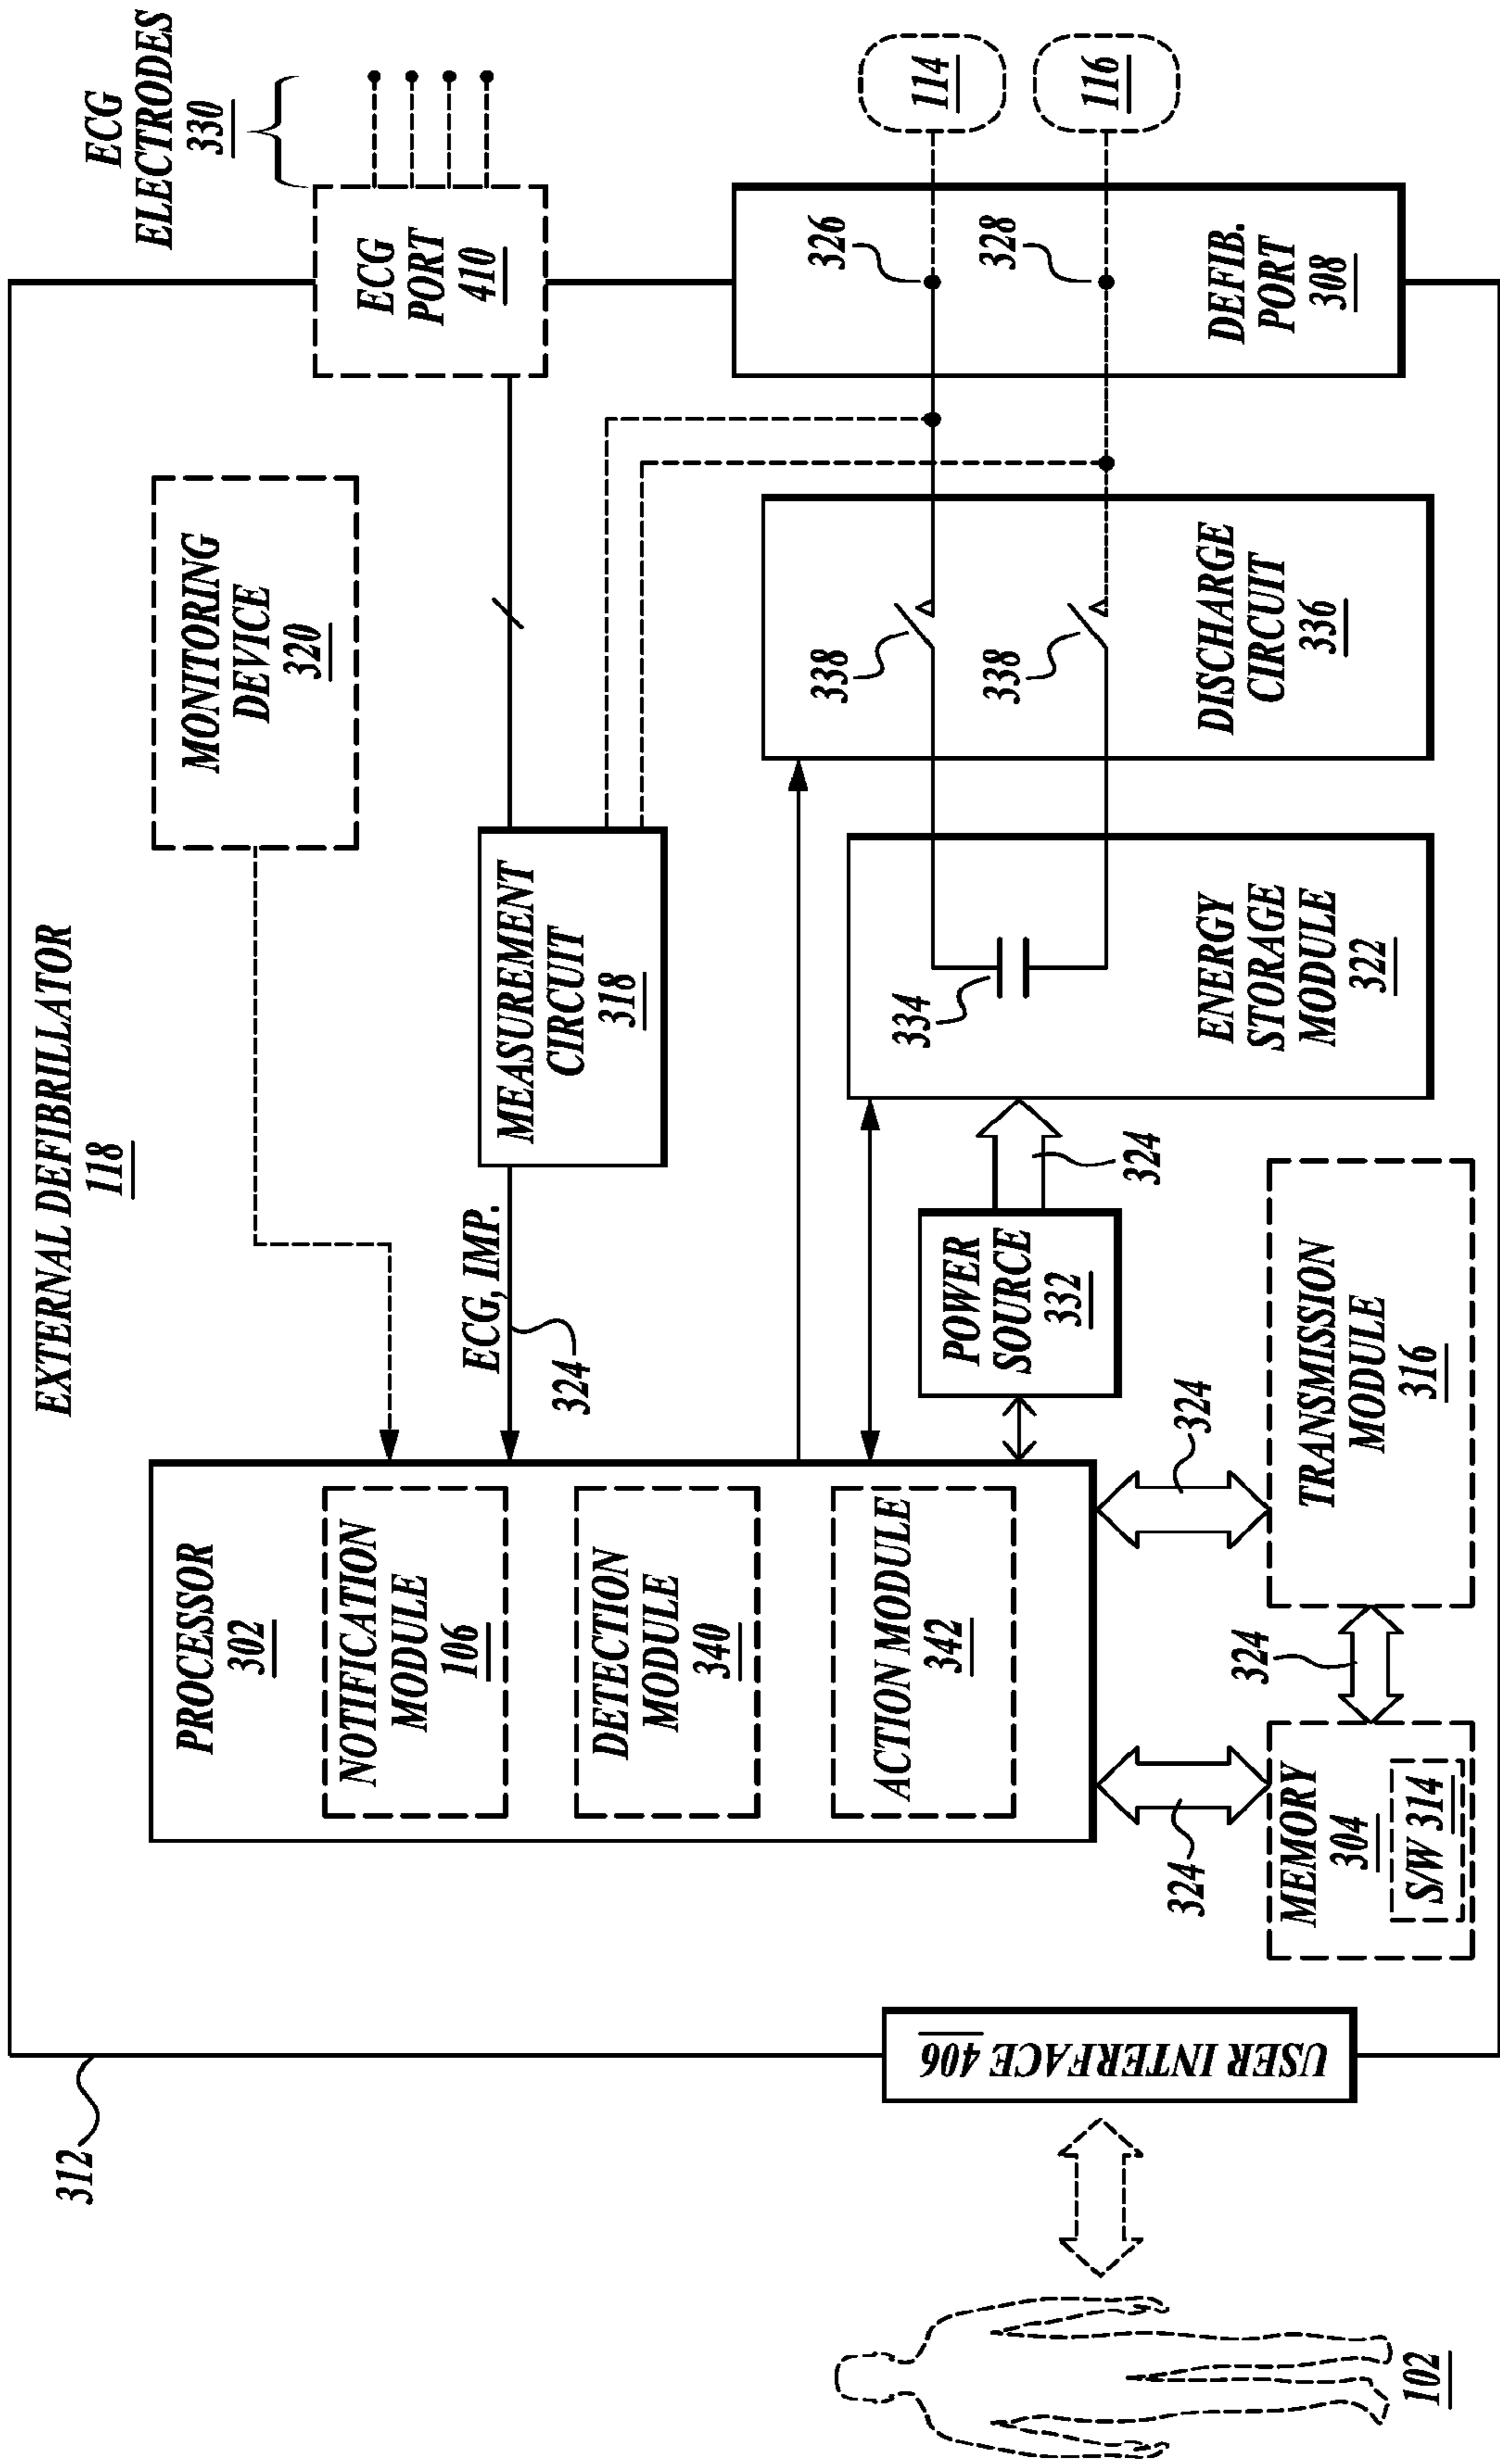 EXTERNAL DEFIBRILLATOR
118
312
ECG
ELECTRODES
330
ECG
PORT
410
MONITORING
DEVICE
320
PROCESSOR
302
NOTIFICATION
MODULE
106
DETECTION
MODULE
340
ACTION MODULE
342
ECG, IMP.
324
MEASUREMENT
CIRCUIT
318
USER INTERFACE 406
102
MEMORY
304
S/W 314
324
324
324
TRANSMISSION
MODULE
316
POWER
SOURCE
332
324
334
ENERGY
STORAGE
MODULE
322
338
338
DISCHARGE
CIRCUIT
336
326
328
DEFIB.
PORT
308
114
116